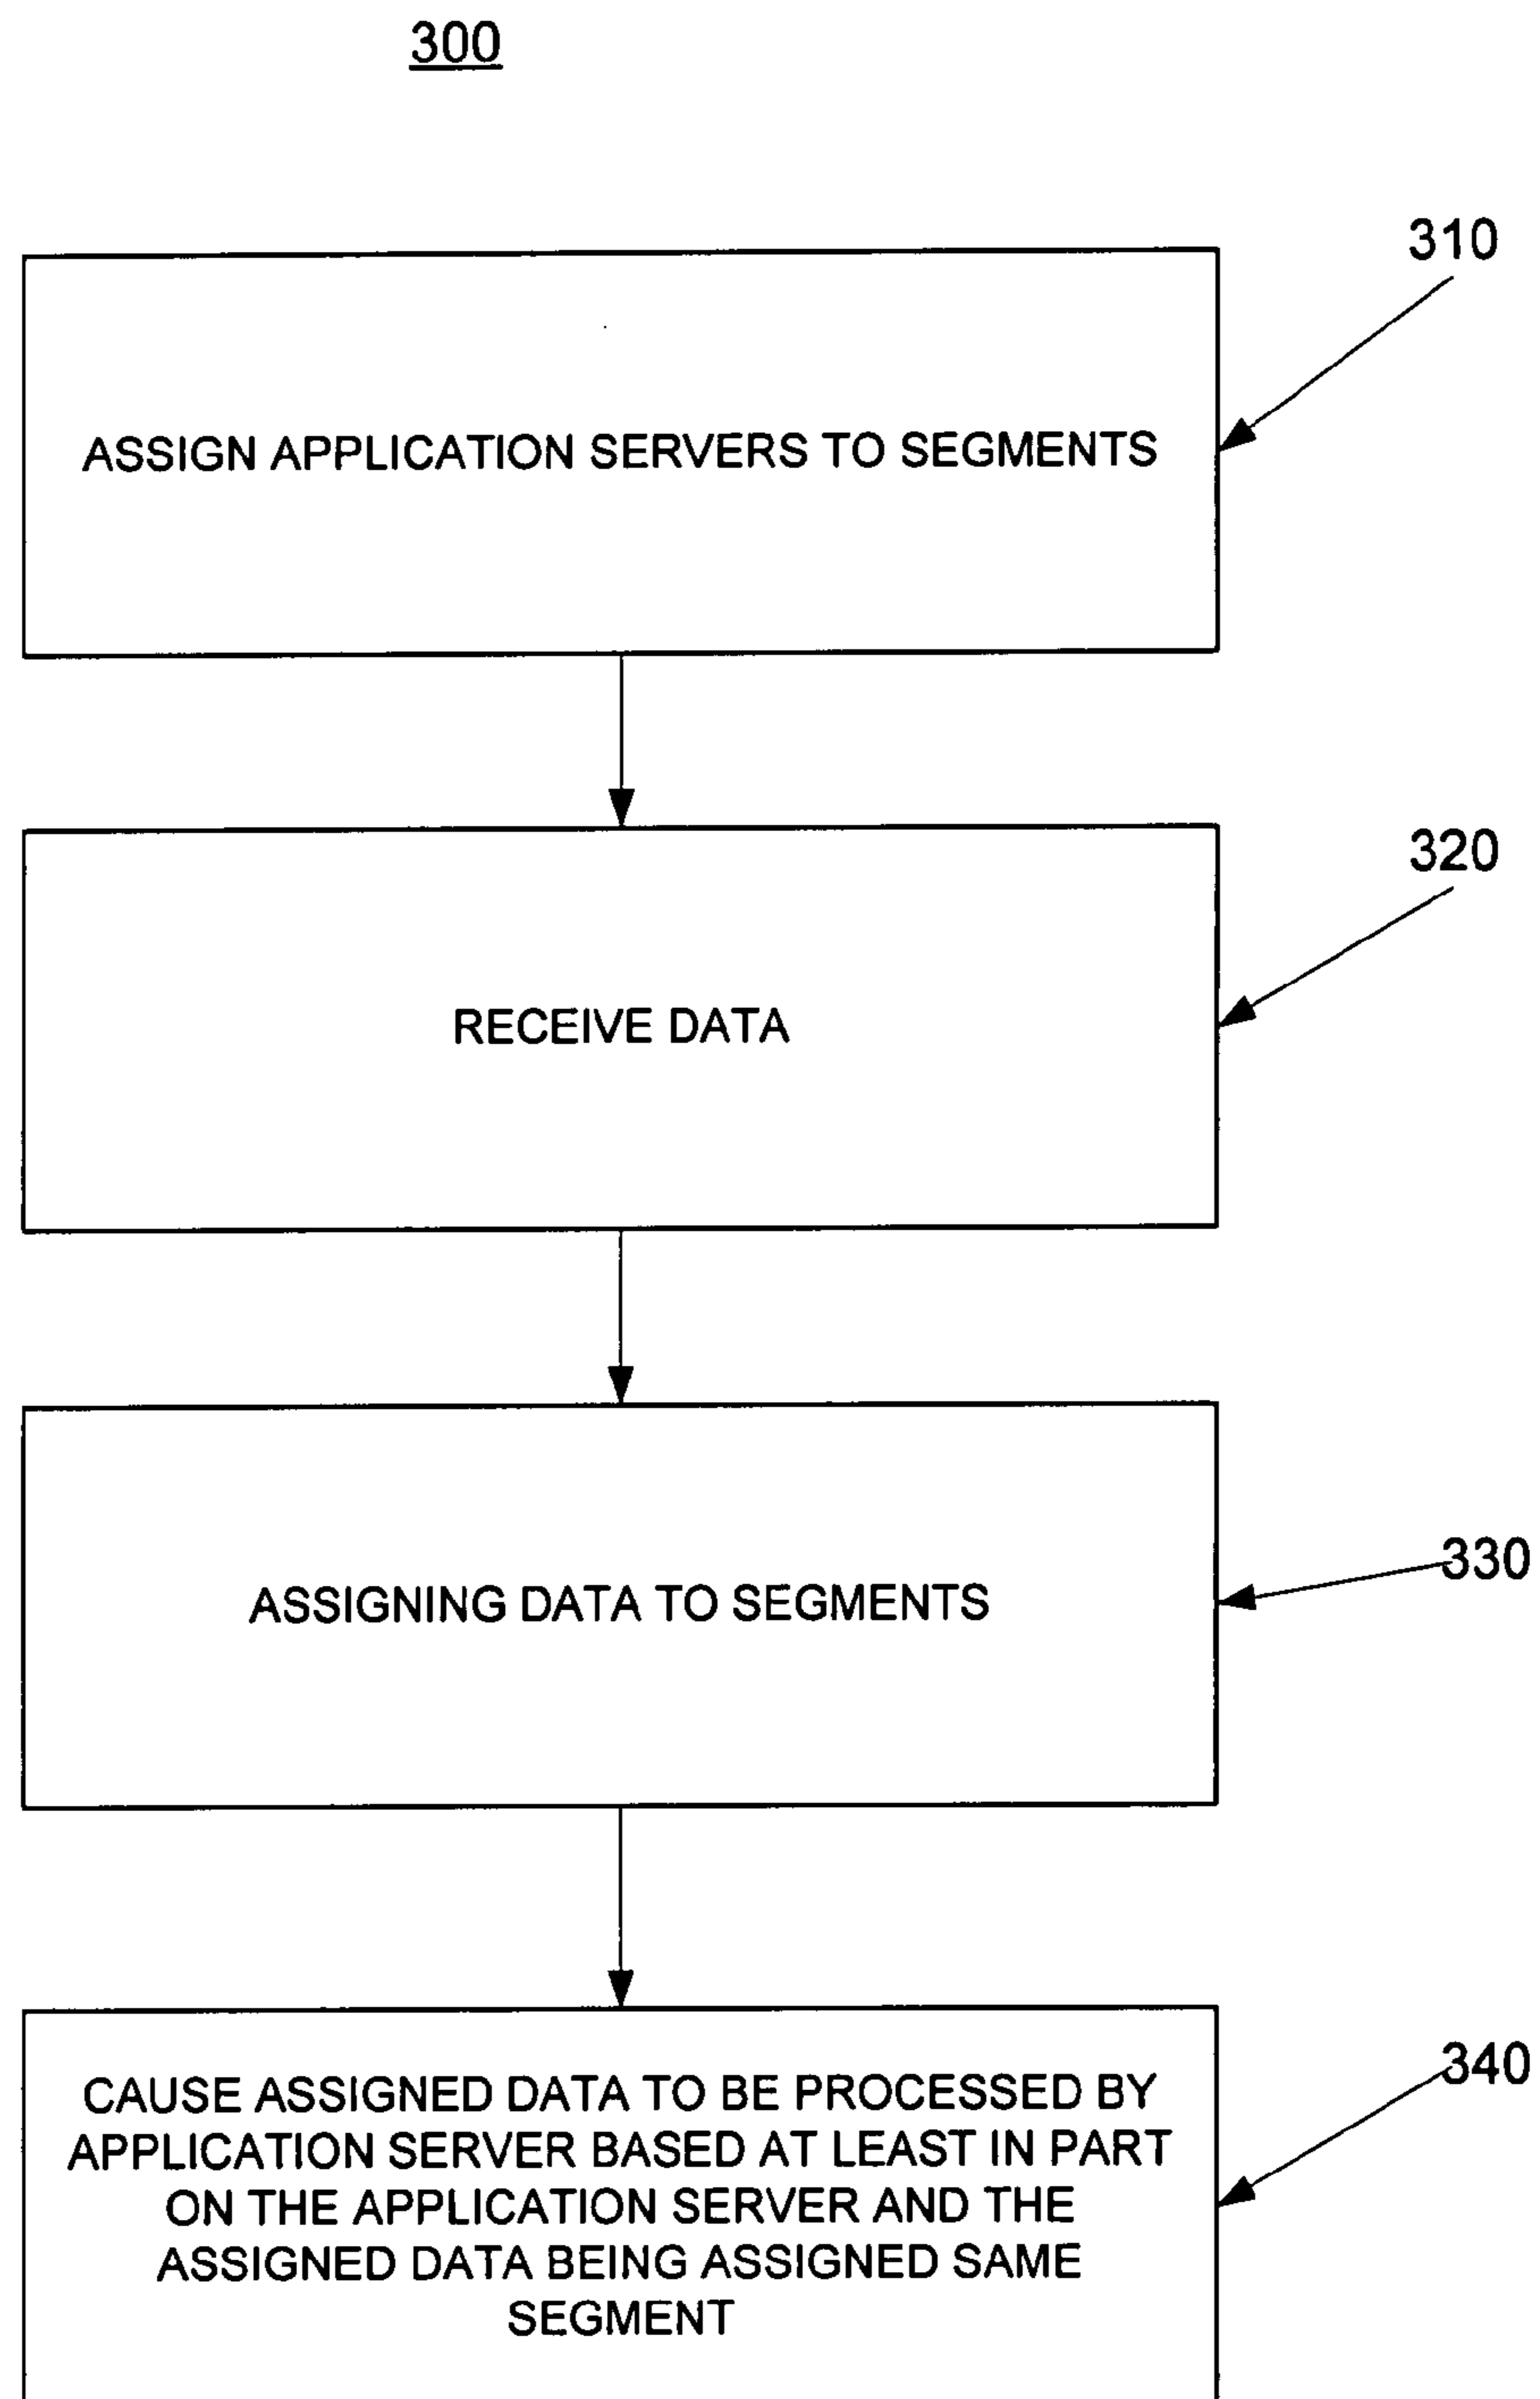 300
310
ASSIGN APPLICATION SERVERS TO SEGMENTS
320
RECEIVE DATA
330
ASSIGNING DATA TO SEGMENTS
340
CAUSE ASSIGNED DATA TO BE PROCESSED BY
APPLICATION SERVER BASED AT LEAST IN PART
ON THE APPLICATION SERVER AND THE
ASSIGNED DATA BEING ASSIGNED SAME
SEGMENT